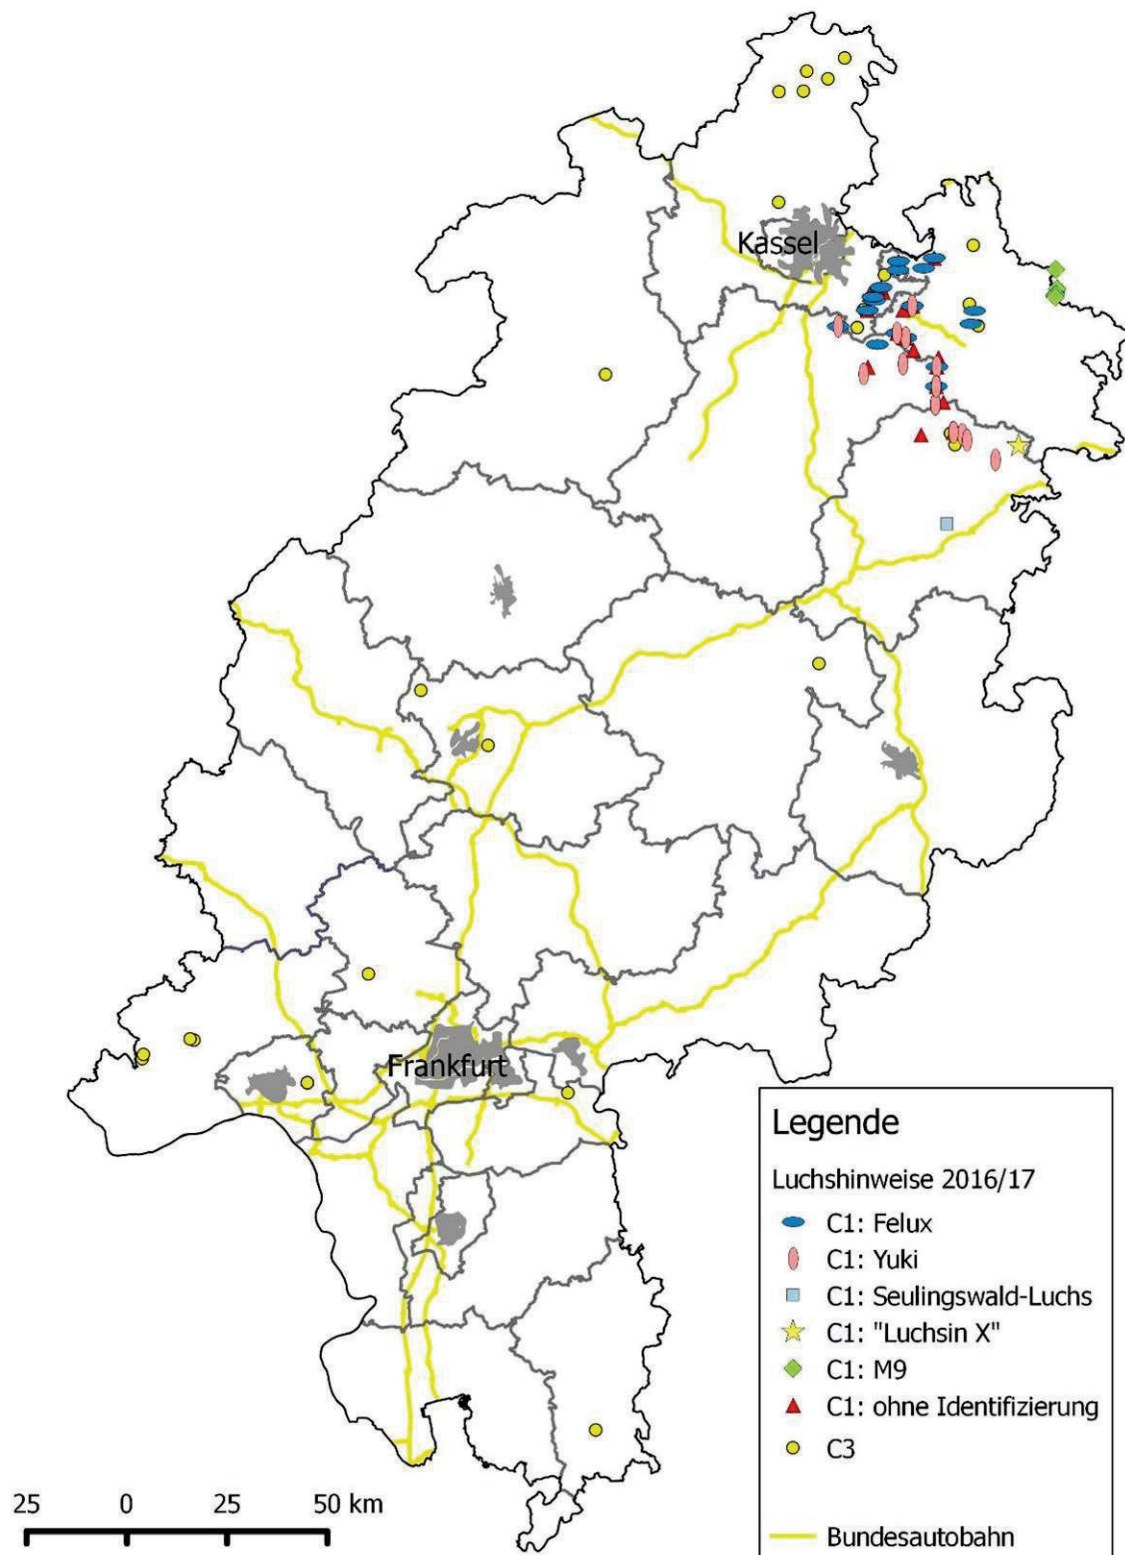 Kassel
Frankfurt
Legende
Luchshinweise 2016/17
C1: Felux
C1: Yuki
C1: Seulingswald-Luchs
C1: "Luchsin X"
C1: M9
C1: ohne Identifizierung
C3
Bundesautobahn
25 0 25 50 km